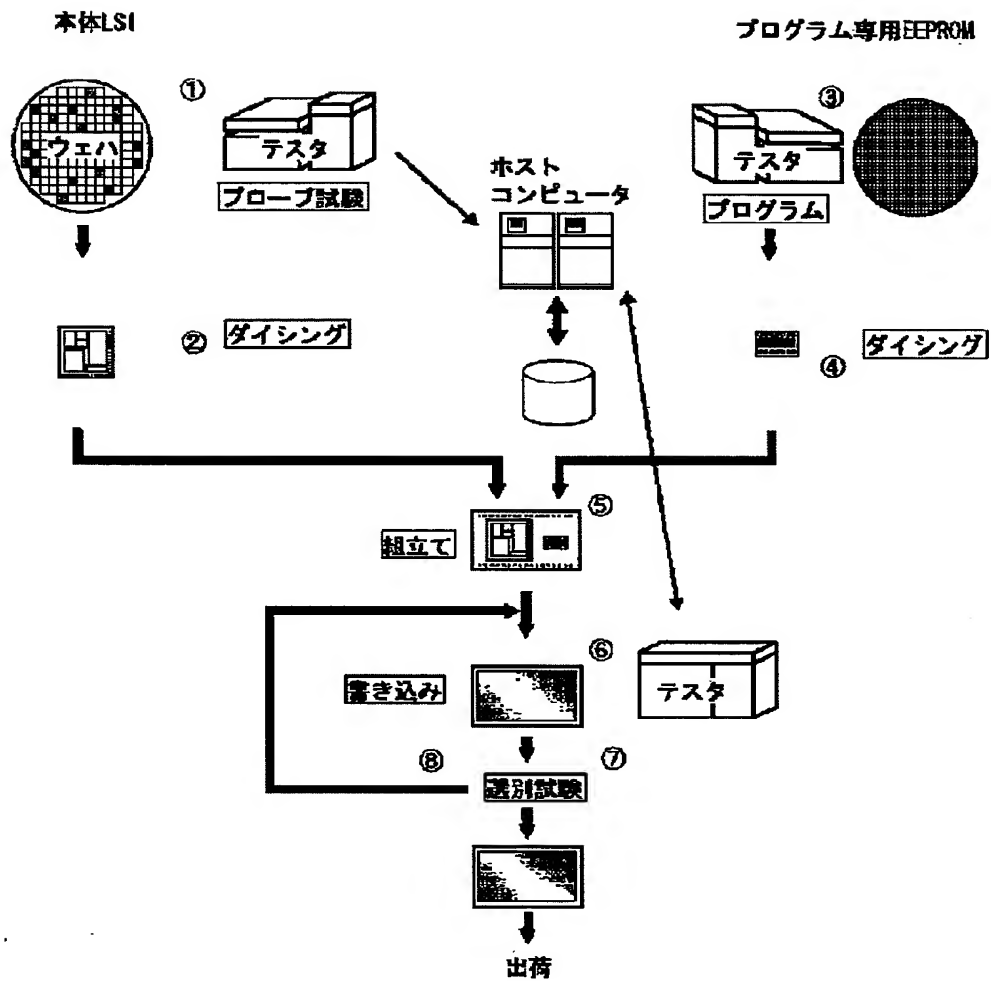 本体LSI
プログラム専用EEPROM
①
③
ウェハ
テスタ
テスタ
プローブ試験
ホスト
コンピュータ
プログラム
②
ダイシング
④
ダイシング
⑤
組立て
⑥
書き込み
テスタ
⑧
⑦
選別試験
出荷